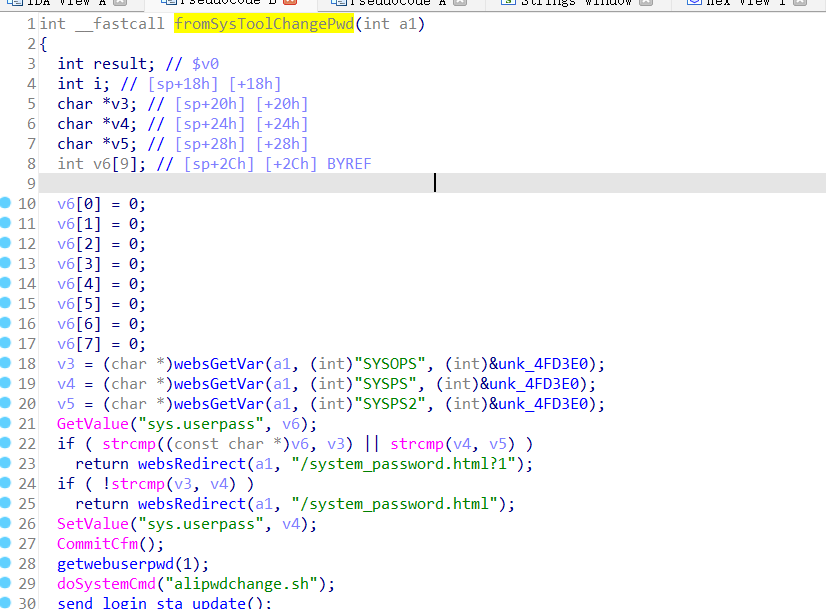 IDA View A Pseudocode B Pseudocode A Strings window Hex View 1
1 int __fastcall fromSysToolChangePwd(int a1)
2 {
3 int result; // $v0
4 int i; // [sp+18h] [+18h]
5 char *v3; // [sp+20h] [+20h]
6 char *v4; // [sp+24h] [+24h]
7 char *v5; // [sp+28h] [+28h]
8 int v6[9]; // [sp+2Ch] [+2Ch] BYREF
9
10 v6[0] = 0;
11 v6[1] = 0;
12 v6[2] = 0;
13 v6[3] = 0;
14 v6[4] = 0;
15 v6[5] = 0;
16 v6[6] = 0;
17 v6[7] = 0;
18 v3 = (char *)websGetVar(a1, (int)"SYSOPS", (int)&unk_4FD3E0);
19 v4 = (char *)websGetVar(a1, (int)"SYSPS", (int)&unk_4FD3E0);
20 v5 = (char *)websGetVar(a1, (int)"SYSPS2", (int)&unk_4FD3E0);
21 GetValue("sys.userpass", v6);
22 if ( strcmp((const char *)v6, v3) || strcmp(v4, v5) )
23 return websRedirect(a1, "/system_password.html?1");
24 if ( !strcmp(v3, v4) )
25 return websRedirect(a1, "/system_password.html");
26 SetValue("sys.userpass", v4);
27 CommitCfm();
28 getwebuserpwd(1);
29 doSystemCmd("alipwdchange.sh");
30 send_login_sta_update();